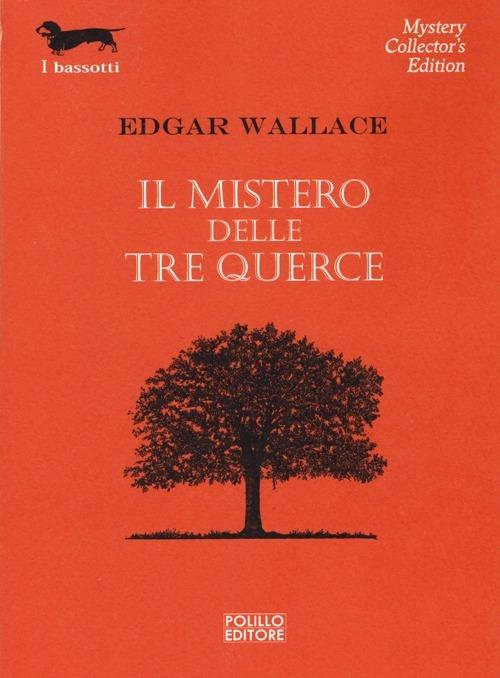 I bassotti
Mystery
Collector's
Edition
EDGAR WALLACE
IL MISTERO
DELLE
TRE QUERCE
POLILLO
EDITORE